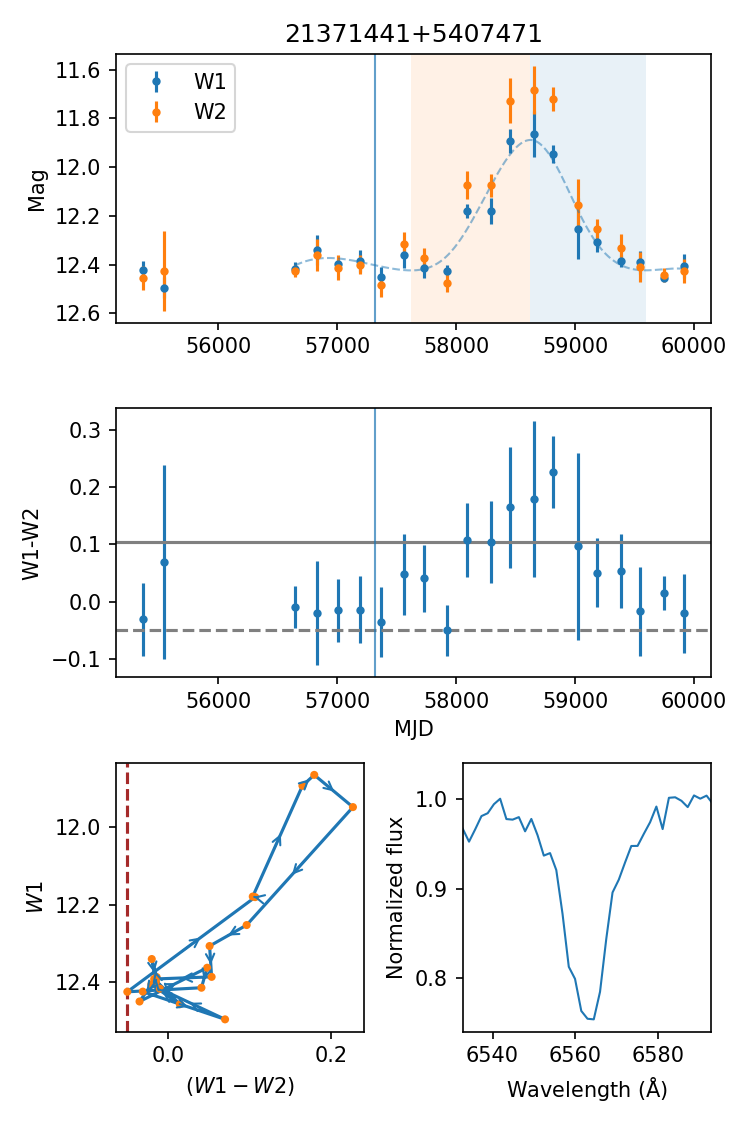 21371441+5407471
W1
W2
Mag
11.6
11.8
12.0
12.2
12.4
12.6
56000 57000 58000 59000 60000
W1-W2
0.3
0.2
0.1
0.0
−0.1
56000 57000 58000 59000 60000
MJD
W1
12.0
12.2
12.4
0.0 0.2
(W1 − W2)
Normalized flux
1.0
0.9
0.8
6540 6560 6580
Wavelength (Å)